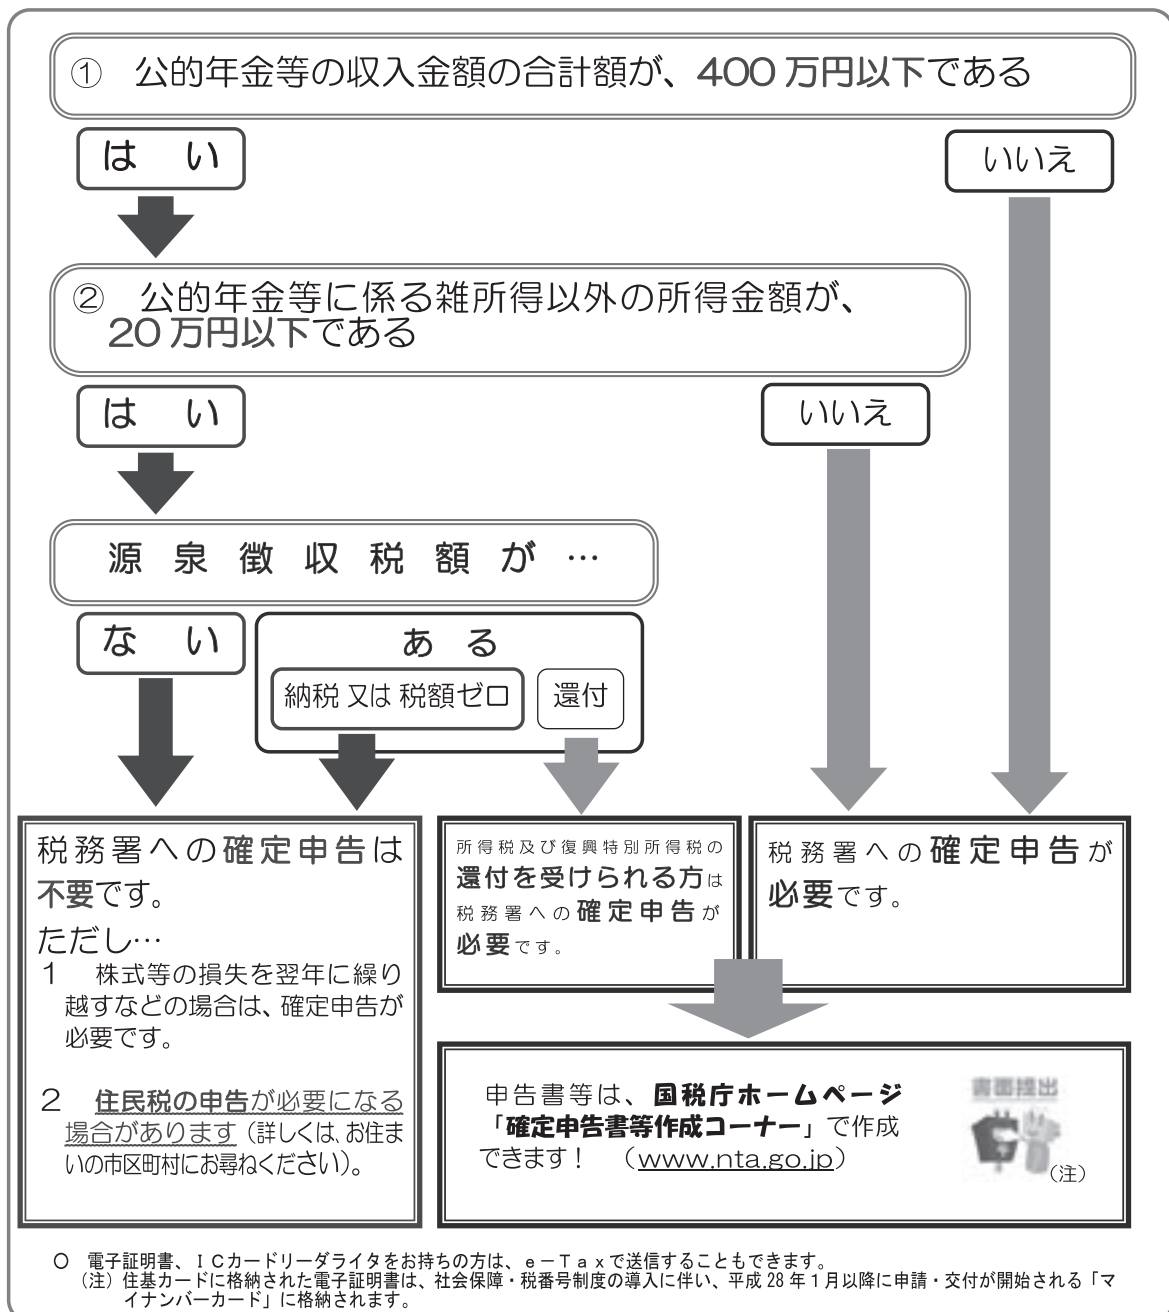 ① 公的年金等の収入金額の合計額が、400 万円以下である
は い
いいえ
② 公的年金等に係る雑所得以外の所得金額が、
20 万円以下である
は い
いいえ
源 泉 徴 収 税 額 が …
な い
あ る
納税 又は 税額ゼロ
還付
税務署への確定申告は
不要です。
ただし…
1 株式等の損失を翌年に繰り
越すなどの場合は、確定申告が
必要です。
2 住民税の申告が必要になる
場合があります（詳しくは、お住ま
いの市区町村にお尋ねください）。
所得税及び復興特別所得税の
還付を受けられる方は
税務署への確定申告が
必要です。
税務署への確定申告が
必要です。
申告書等は、国税庁ホームページ
「確定申告書等作成コーナー」で作成
できます！ （www.nta.go.jp）
書面提出
（注）
○ 電子証明書、ＩＣカードリーダライタをお持ちの方は、ｅ－Ｔａｘで送信することもできます。
（注）住基カードに格納された電子証明書は、社会保障・税番号制度の導入に伴い、平成 28 年１月以降に申請・交付が開始される「マ
イナンバーカード」に格納されます。